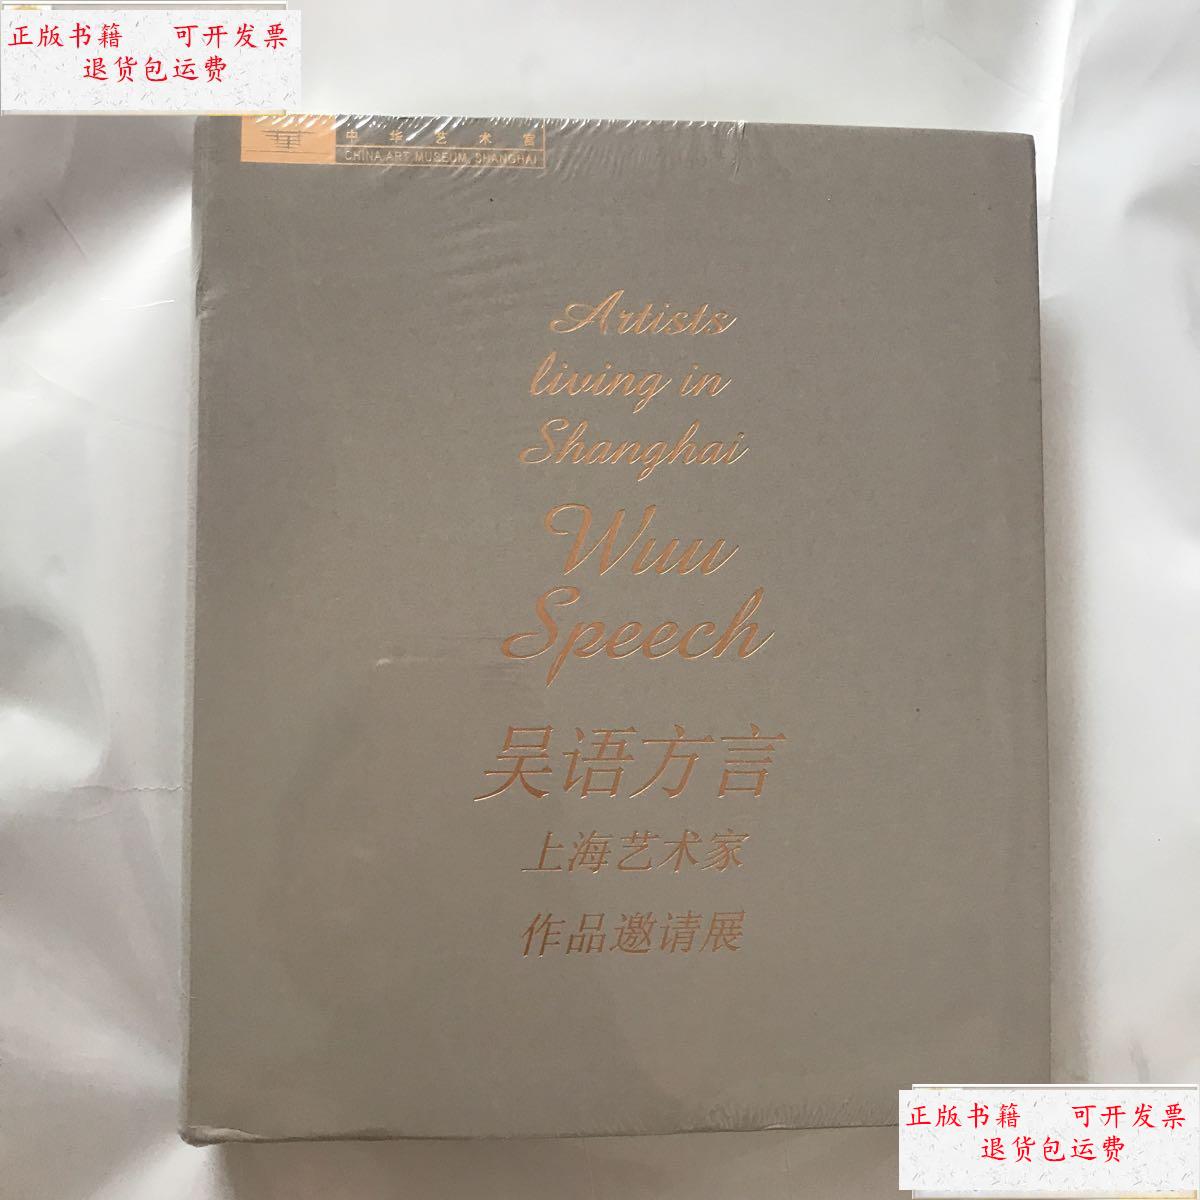 正版书籍 可开发票
退货包运费
中华艺术宫
CHINA ART MUSEUM, SHANGHAI
Artists
living in
Shanghai
Wuu
Speech
吴语方言
上海艺术家
作品邀请展
正版书籍 可开发票
退货包运费